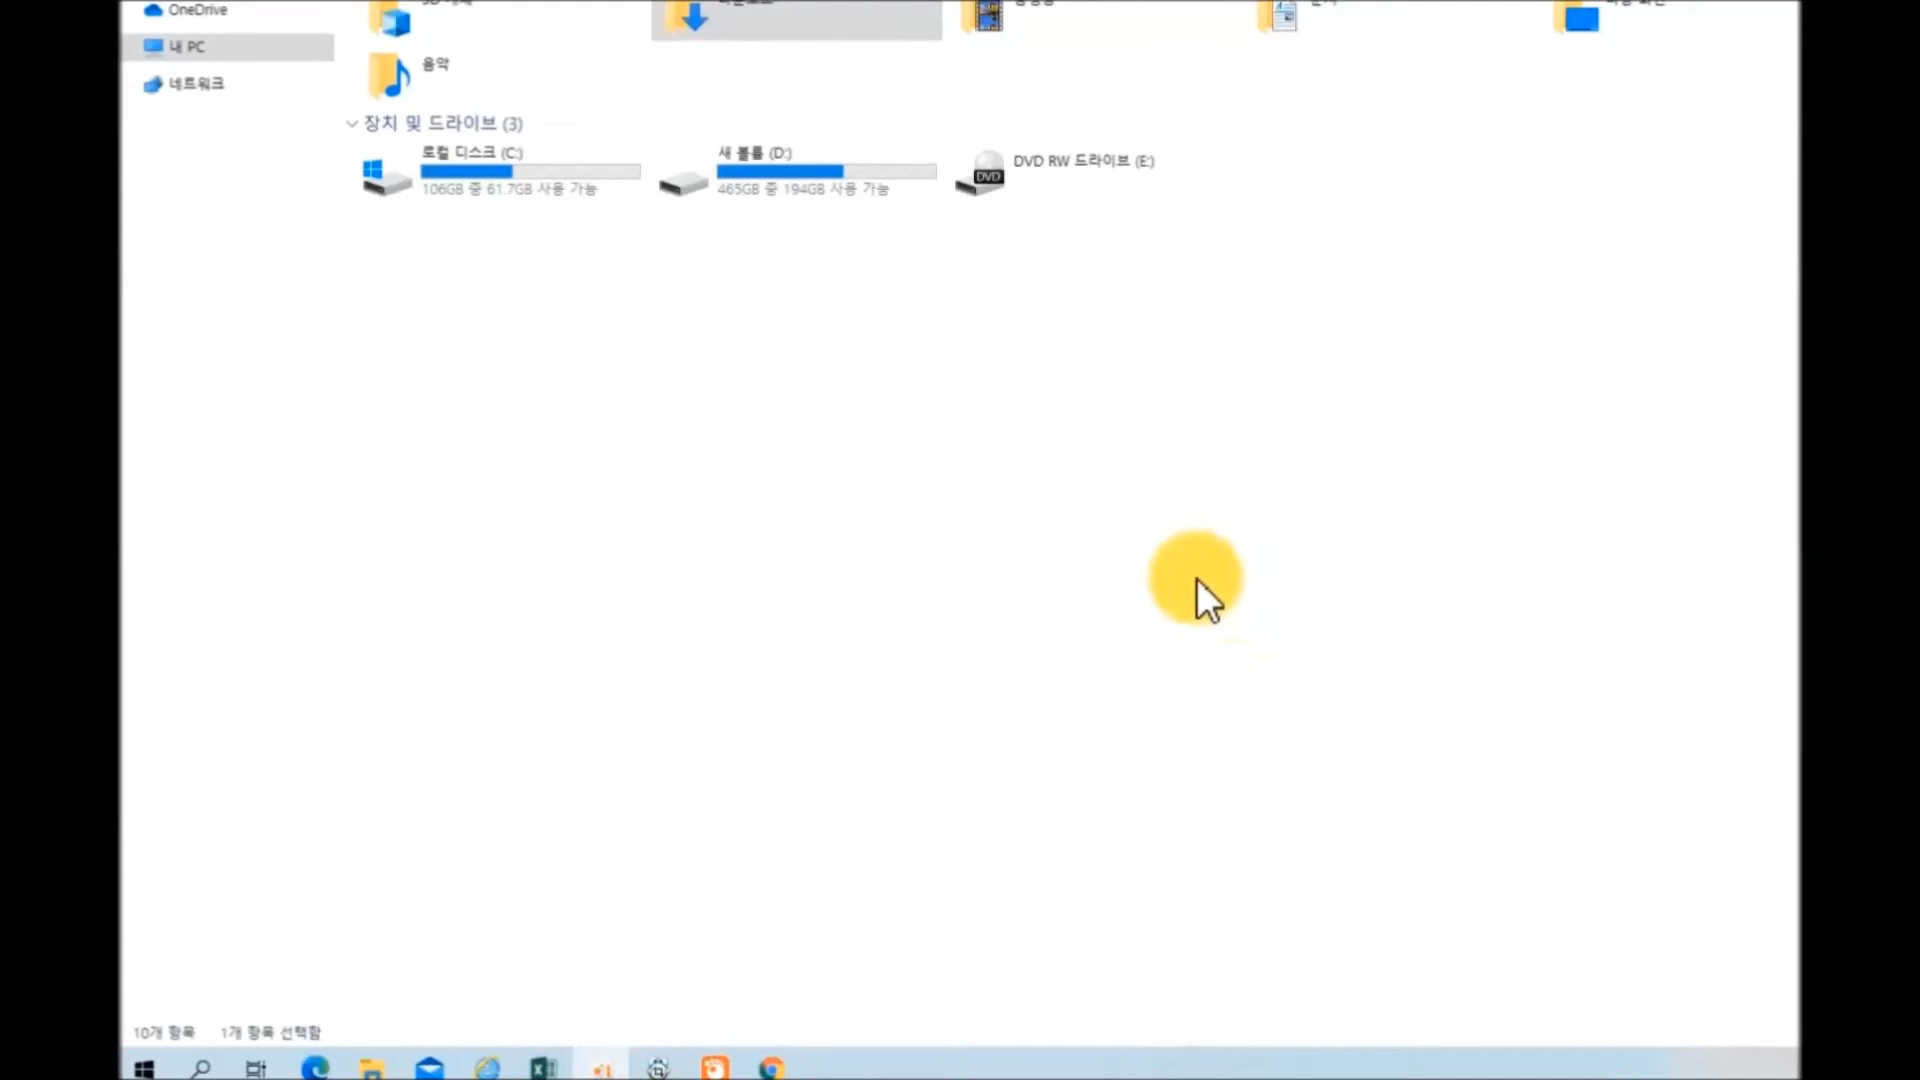 OneDrive
내 PC
네트워크
음악
장치 및 드라이브 (3)
로컬 디스크 (C:)
106GB 중 61.7GB 사용 가능
새 볼륨 (D:)
465GB 중 194GB 사용 가능
DVD RW 드라이브 (E:)
DVD
10개 항목 1개 항목 선택함